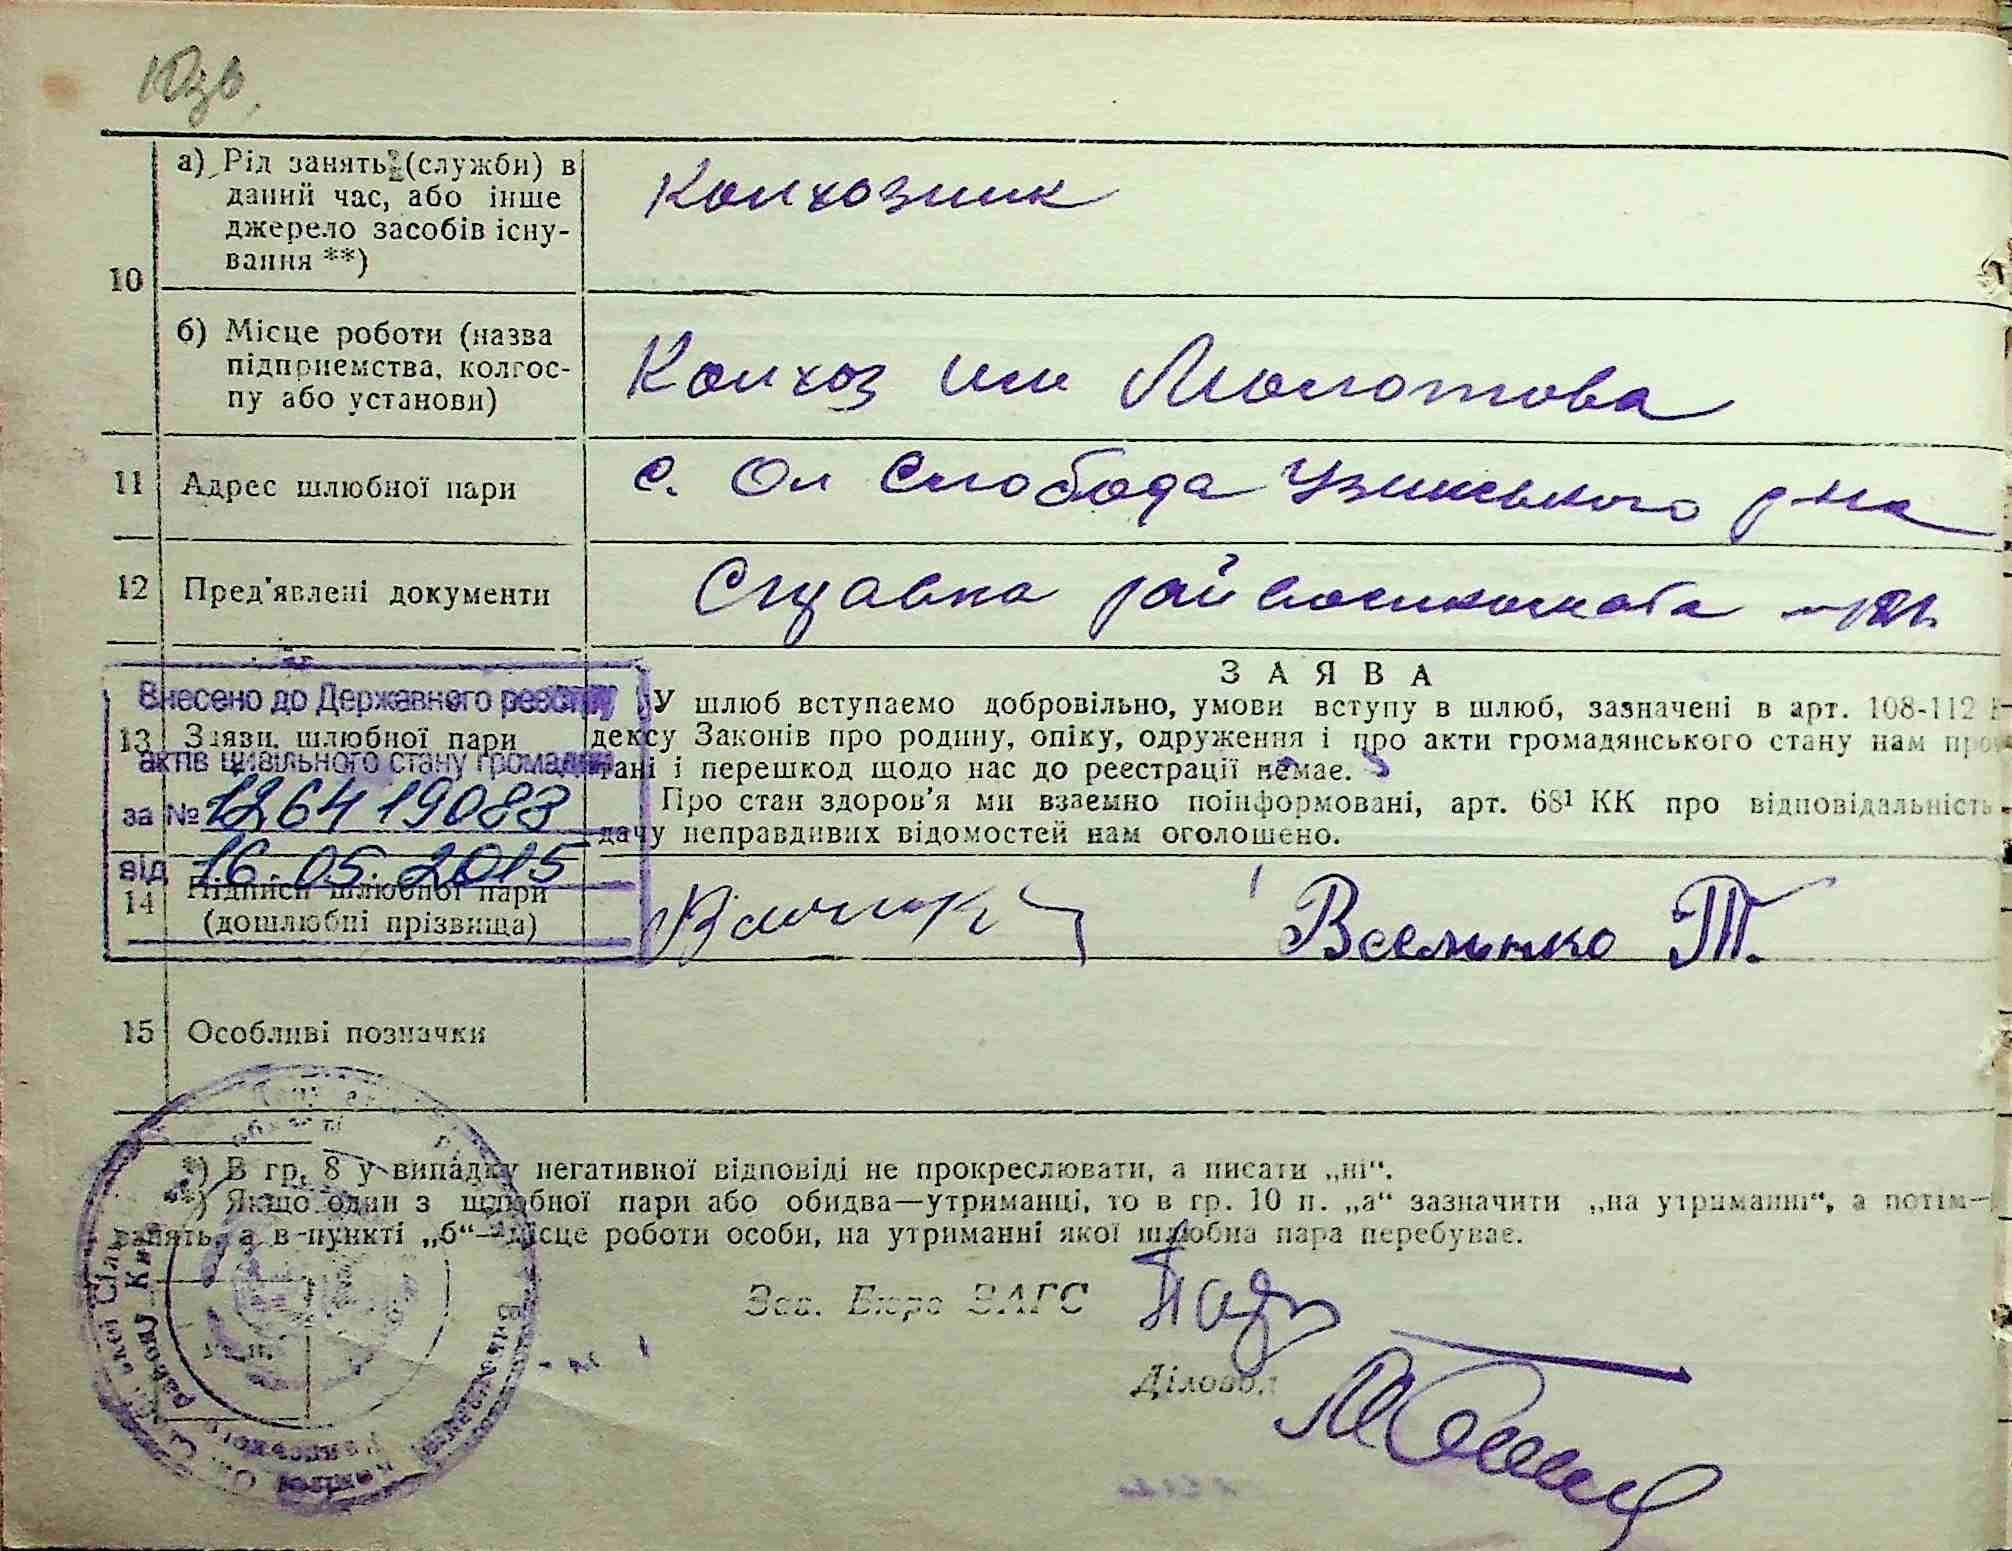 а) Рід занять (служби) в
даний час, або інше
джерело засобів існу-
вання **)
Колхозник
10
б) Місце роботи (назва
підприємства, колгос-
пу або установи)
Колхоз им Молотова
11 Адрес шлюбної пари
с. Ол Слобода Узинського р-на
12 Пред'явлені документи
Справка райвоенкомата
ЗАЯВА
Внесено до Державного реєстру
У шлюб вступаємо добровільно, умови вступу в шлюб, зазначені в арт. 108-112
13 Заяви шлюбної пари
дексу Законів про родину, опіку, одруження і про акти громадянського стану нам
актів цивільного стану громадян
і перешкод щодо нас до реєстрації немає.
Про стан здоров'я ми взаємно поінформовані, арт. 68¹ КК про відповідальність
за № 126419083
дачу неправдивих відомостей нам оголошено.
від 16.05.2015
14 Підписи шлюбної пари
(дошлюбні прізвища)
Т.
15 Особливі позначки
*) В гр. 8 у випадку негативної відповіді не прокреслювати, а писати „ні“.
**) Якщо один з шлюбної пари або обидва—утриманці, то в гр. 10 п. „а“ зазначити „на утриманні“, а потім—
занять, а в пункті „б“—місце роботи особи, на утриманні якої шлюбна пара перебуває.
Зав. Бюро ЗАГС
Діловод